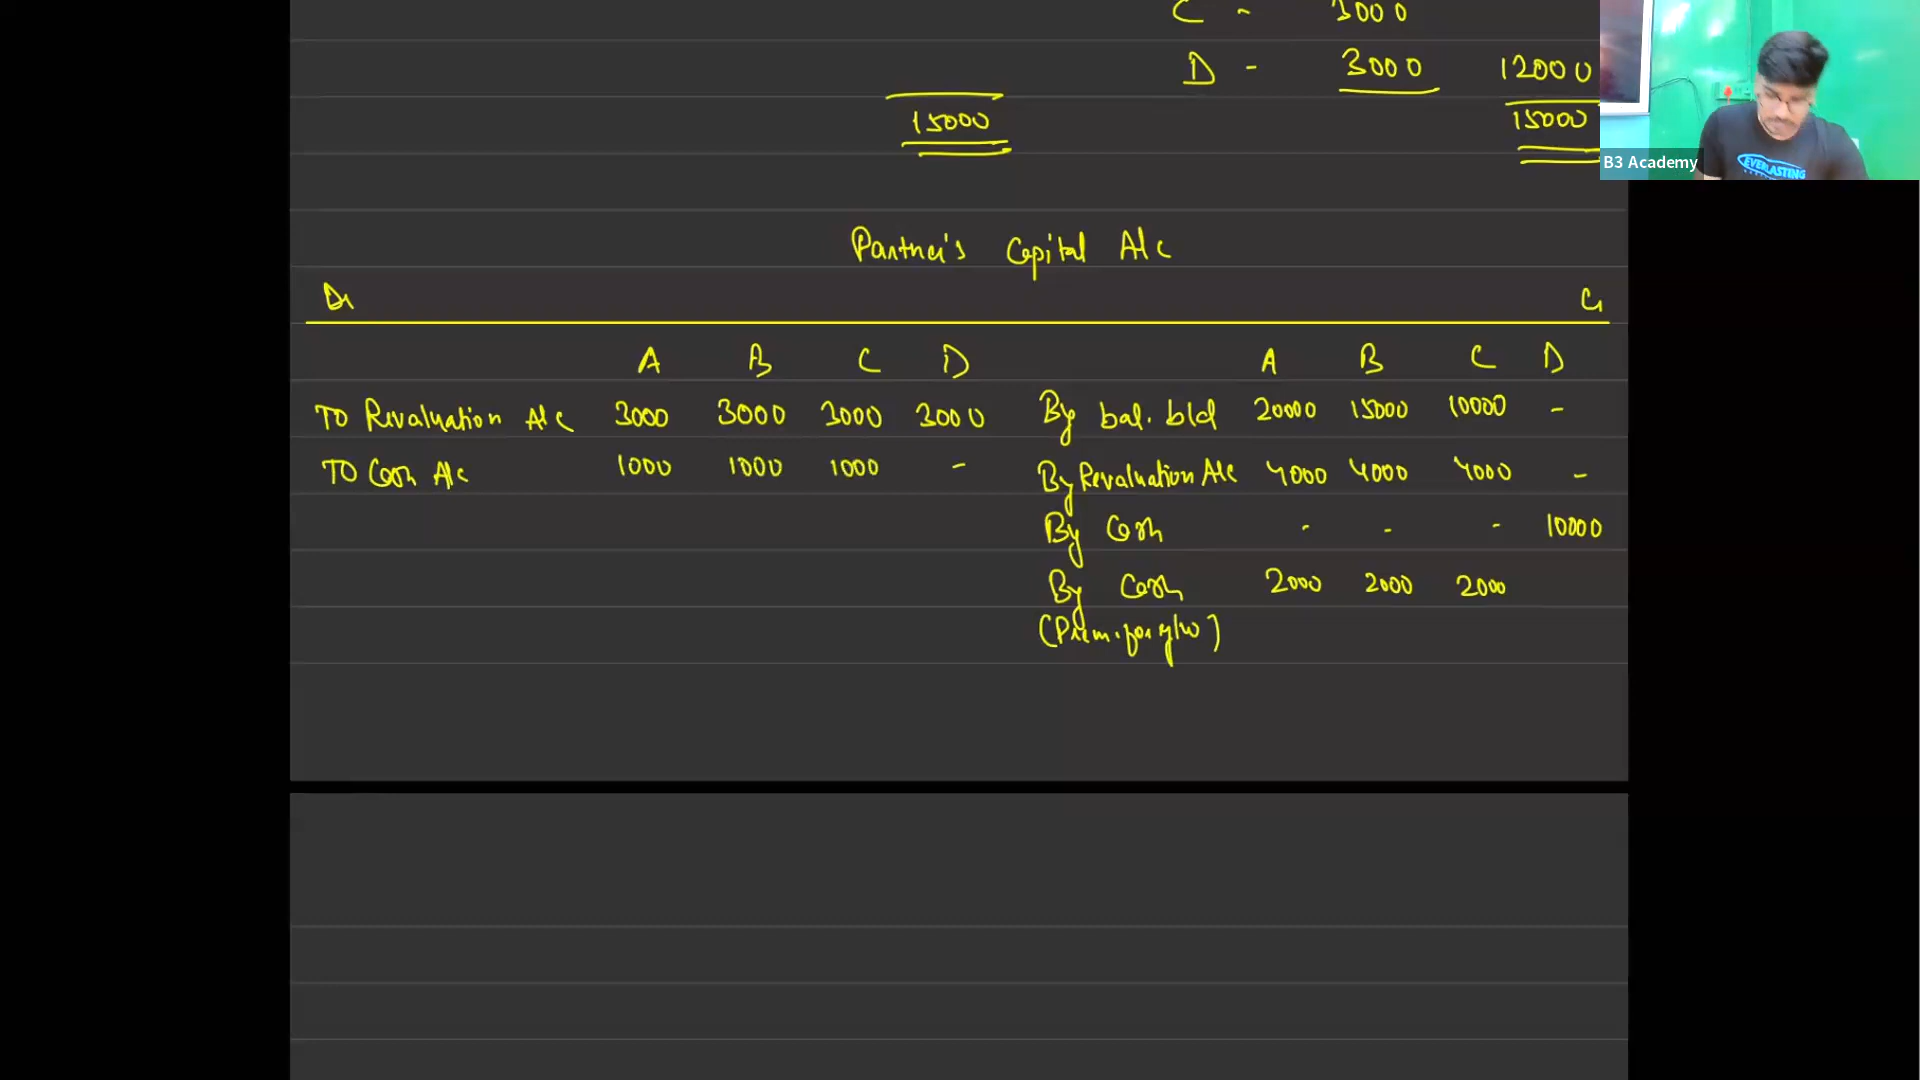 C - 3000
D - 3000 12000
15000 15000
B3 Academy
EVERLASTING
Partner's Capital A/c
Dr Cr
A B C D A B C D
To Revaluation A/c 3000 3000 3000 3000 By bal. b/d 20000 15000 10000 -
To Cash A/c 1000 1000 1000 - By Revaluation A/c 4000 4000 4000 -
By Cash - - - 10000
By Cash 2000 2000 2000
(Prem. for g/w)